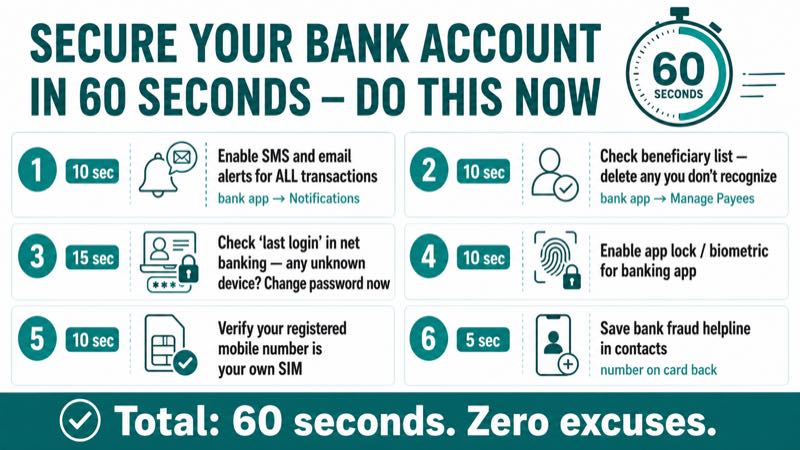 SECURE YOUR BANK ACCOUNT
IN 60 SECONDS – DO THIS NOW
60
SECONDS
1
10 sec
Enable SMS and email
alerts for ALL transactions
bank app → Notifications
2
10 sec
Check beneficiary list —
delete any you don't recognize
bank app → Manage Payees
3
15 sec
Check 'last login' in net
banking — any unknown
device? Change password now
4
10 sec
Enable app lock / biometric
for banking app
5
10 sec
Verify your registered
mobile number is
your own SIM
6
5 sec
Save bank fraud helpline
in contacts
number on card back
Total: 60 seconds. Zero excuses.